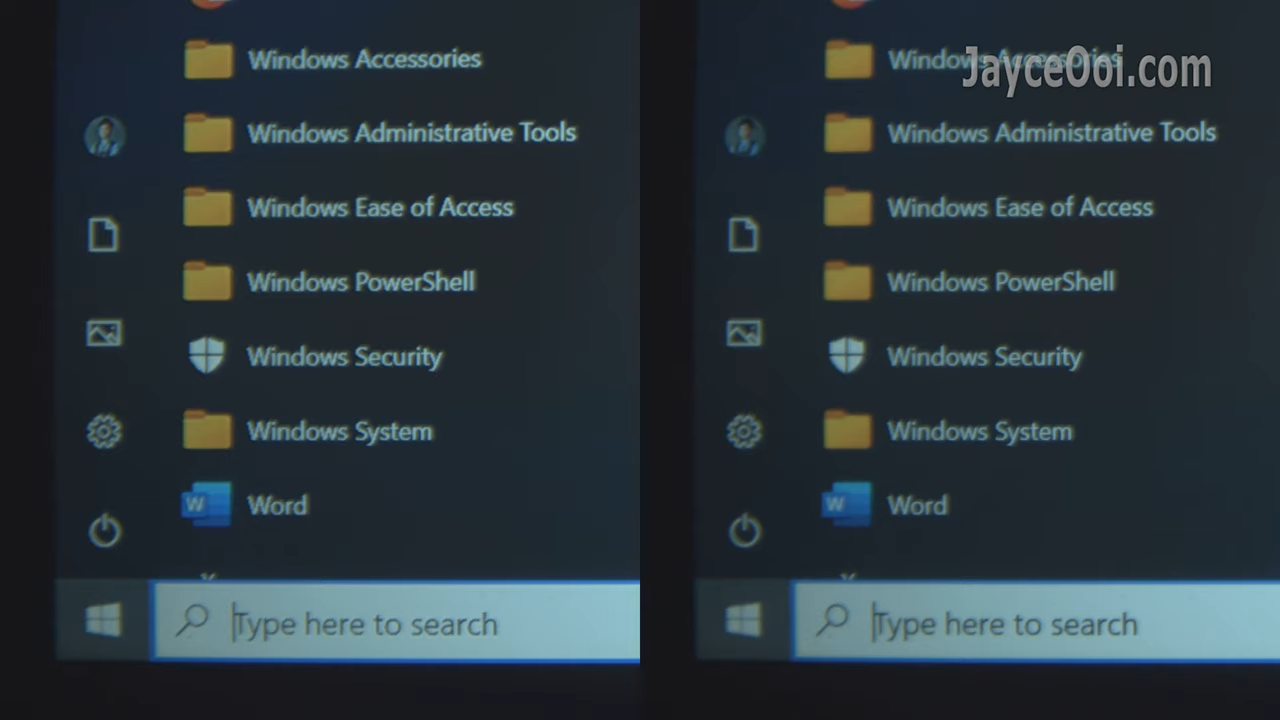 Windows Accessories
Windows Administrative Tools
Windows Ease of Access
Windows PowerShell
Windows Security
Windows System
W Word
Type here to search
JayceOoi.com
Windows Accessories
Windows Administrative Tools
Windows Ease of Access
Windows PowerShell
Windows Security
Windows System
W Word
Type here to search